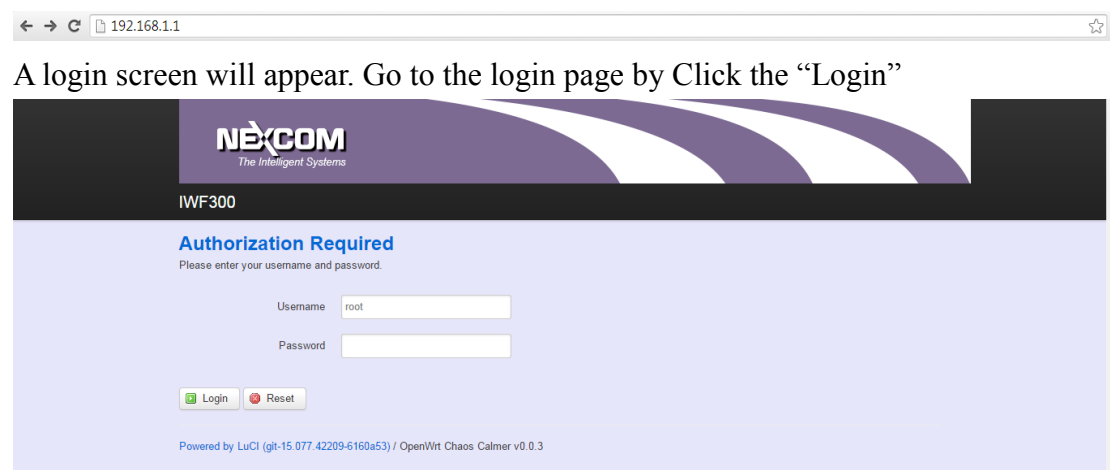 192.168.1.1
A login screen will appear. Go to the login page by Click the “Login”
NEXCOM
The Intelligent Systems
IWF300
Authorization Required
Please enter your username and password.
Username root
Password
Login Reset
Powered by LuCI (git-15.077.42209-6160a53) / OpenWrt Chaos Calmer v0.0.3